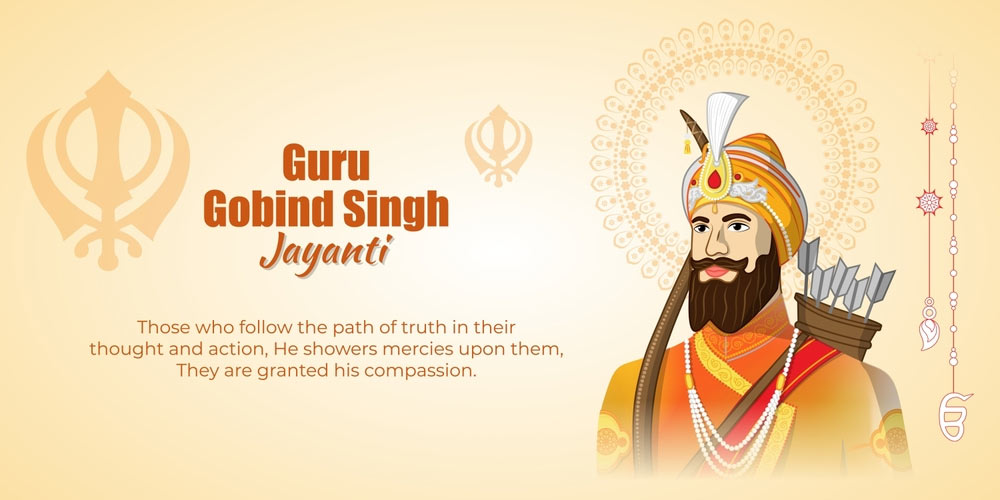 Guru
Gobind Singh
Jayanti
Those who follow the path of truth in their
thought and action, He showers mercies upon them,
They are granted his compassion.
ੴ